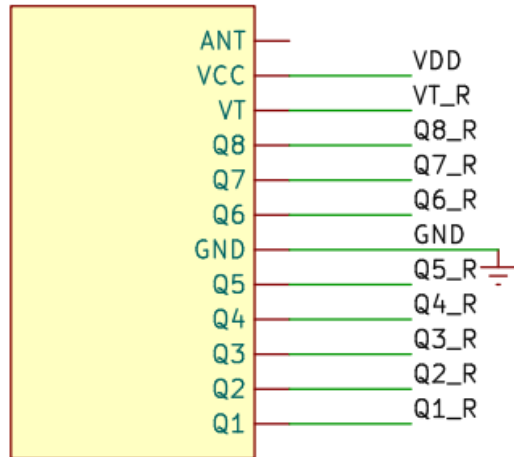 ANT
VCC VDD
VT VT_R
Q8 Q8_R
Q7 Q7_R
Q6 Q6_R
GND GND
Q5 Q5_R
Q4 Q4_R
Q3 Q3_R
Q2 Q2_R
Q1 Q1_R